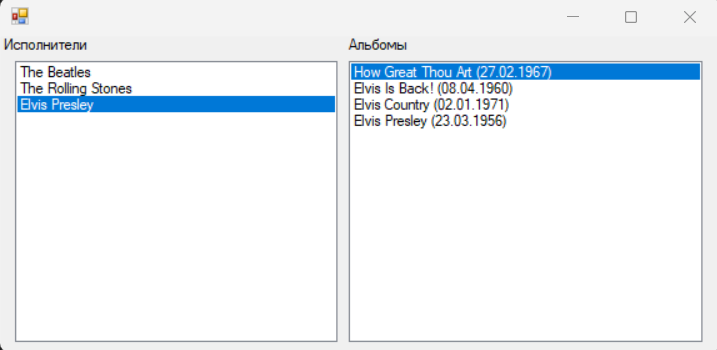 Исполнители
The Beatles
The Rolling Stones
Elvis Presley
Альбомы
How Great Thou Art (27.02.1967)
Elvis Is Back! (08.04.1960)
Elvis Country (02.01.1971)
Elvis Presley (23.03.1956)